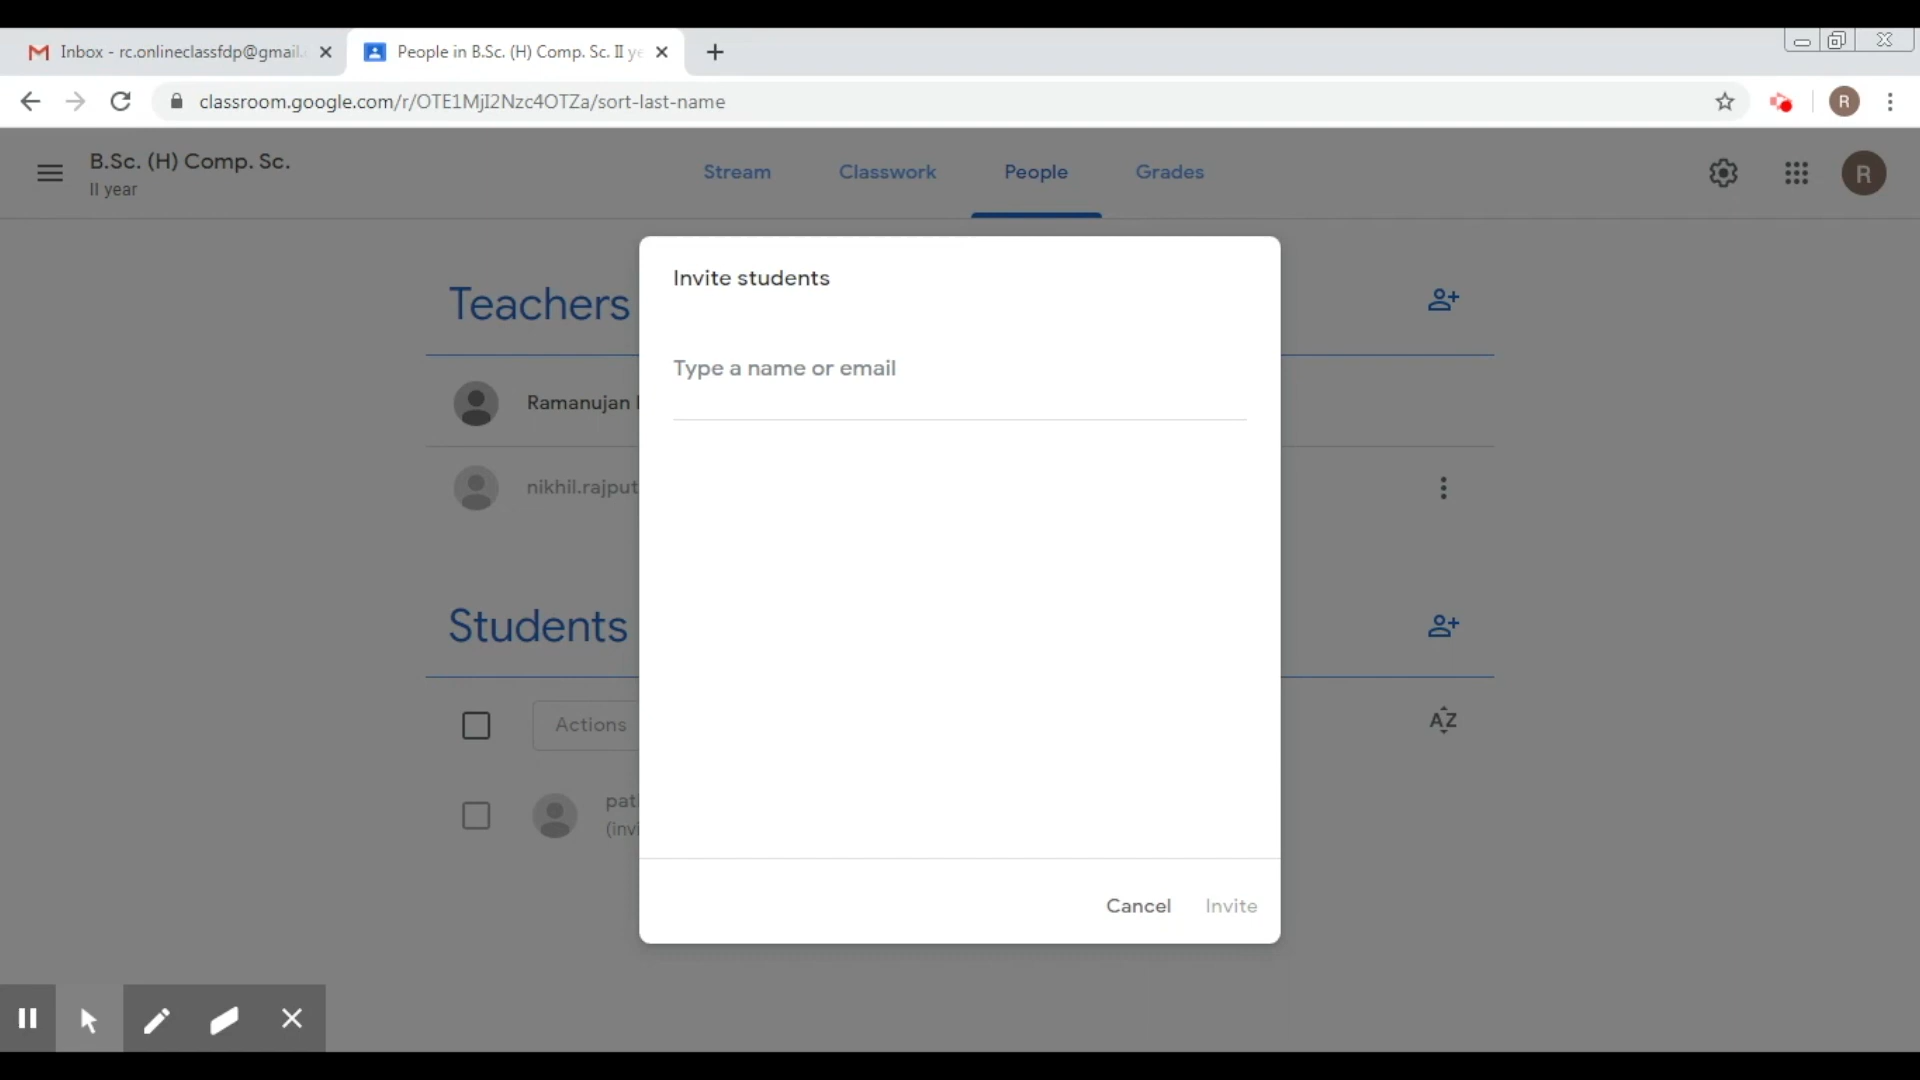 Inbox - rc.onlineclassfdp@gmail.
People in B.Sc. (H) Comp. Sc. II ye
classroom.google.com/r/OTE1MjI2Nzc4OTZa/sort-last-name
R
B.Sc. (H) Comp. Sc.
II year
Stream
Classwork
People
Grades
R
Invite students
Teachers
Type a name or email
Ramanujan
nikhil.rajput
Students
Actions
AZ
pat
(invi
Cancel
Invite